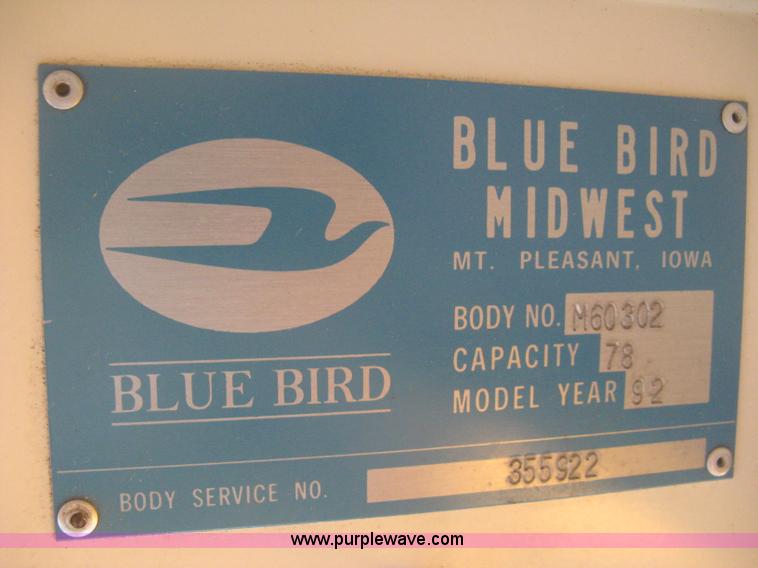 BLUE BIRD
BLUE BIRD
MIDWEST
MT. PLEASANT, IOWA
BODY NO. M60302
CAPACITY 78
MODEL YEAR 92
BODY SERVICE NO. 355922
www.purplewave.com